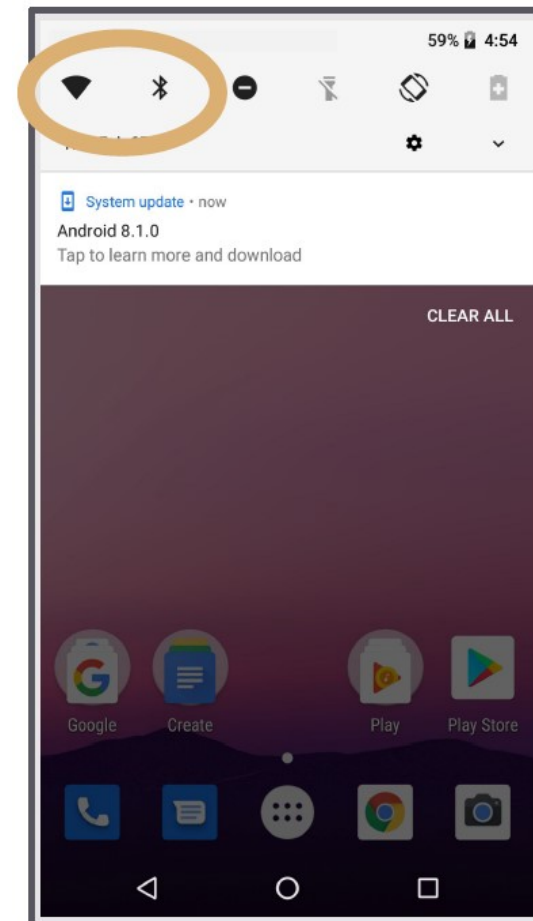 59% 4:54
System update • now
Android 8.1.0
Tap to learn more and download
CLEAR ALL
Google Create Play Play Store